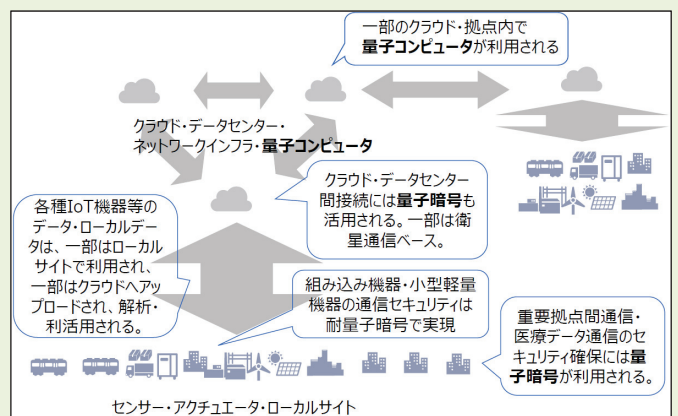 一部のクラウド・拠点内で
量子コンピュータが利用される
クラウド・データセンター・
ネットワークインフラ・量子コンピュータ
クラウド・データセンター
間接続には量子暗号も
活用される。一部は衛
星通信ベース。
各種IoT機器等の
データ・ローカルデー
タは、一部はローカル
サイトで利用され、
一部はクラウドへアッ
プロードされ、解析・
利活用される。
組み込み機器・小型軽量
機器の通信セキュリティは
耐量子暗号で実現
重要拠点間通信・
医療データ通信のセ
キュリティ確保には量
子暗号が利用される。
センサー・アクチュエータ・ローカルサイト